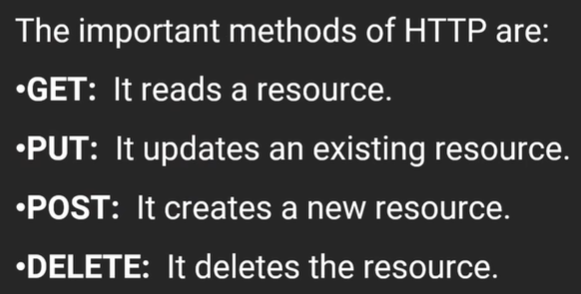 The important methods of HTTP are:
•GET: It reads a resource.
•PUT: It updates an existing resource.
•POST: It creates a new resource.
•DELETE: It deletes the resource.